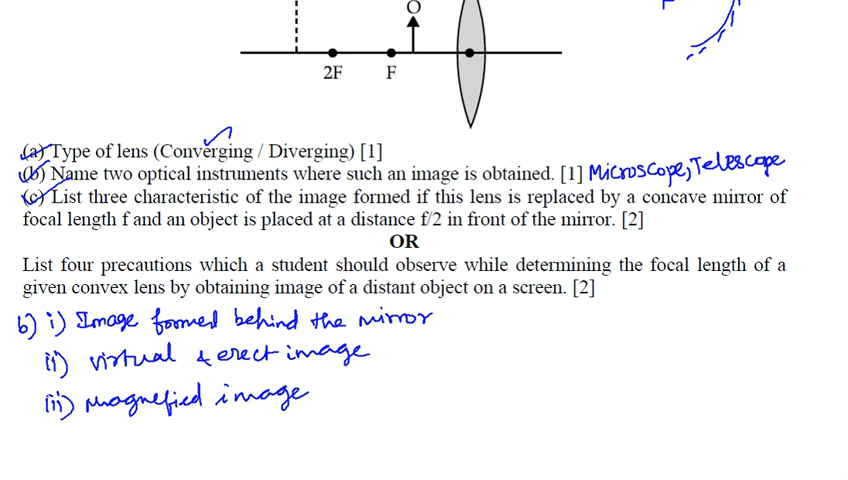 O
2F F
(a) Type of lens (Converging / Diverging) [1]
(b) Name two optical instruments where such an image is obtained. [1] Microscope, Telescope
(c) List three characteristic of the image formed if this lens is replaced by a concave mirror of
focal length f and an object is placed at a distance f/2 in front of the mirror. [2]
OR
List four precautions which a student should observe while determining the focal length of a
given convex lens by obtaining image of a distant object on a screen. [2]
b) i) Image formed behind the mirror
ii) virtual & erect image
iii) magnified image